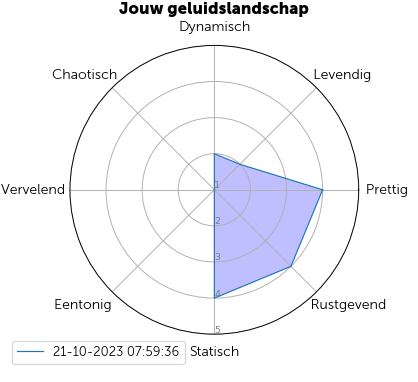 Jouw geluidslandschap
Dynamisch
Chaotisch
Levendig
Vervelend
Prettig
1
2
3
4
5
Eentonig
Rustgevend
21-10-2023 07:59:36
Statisch